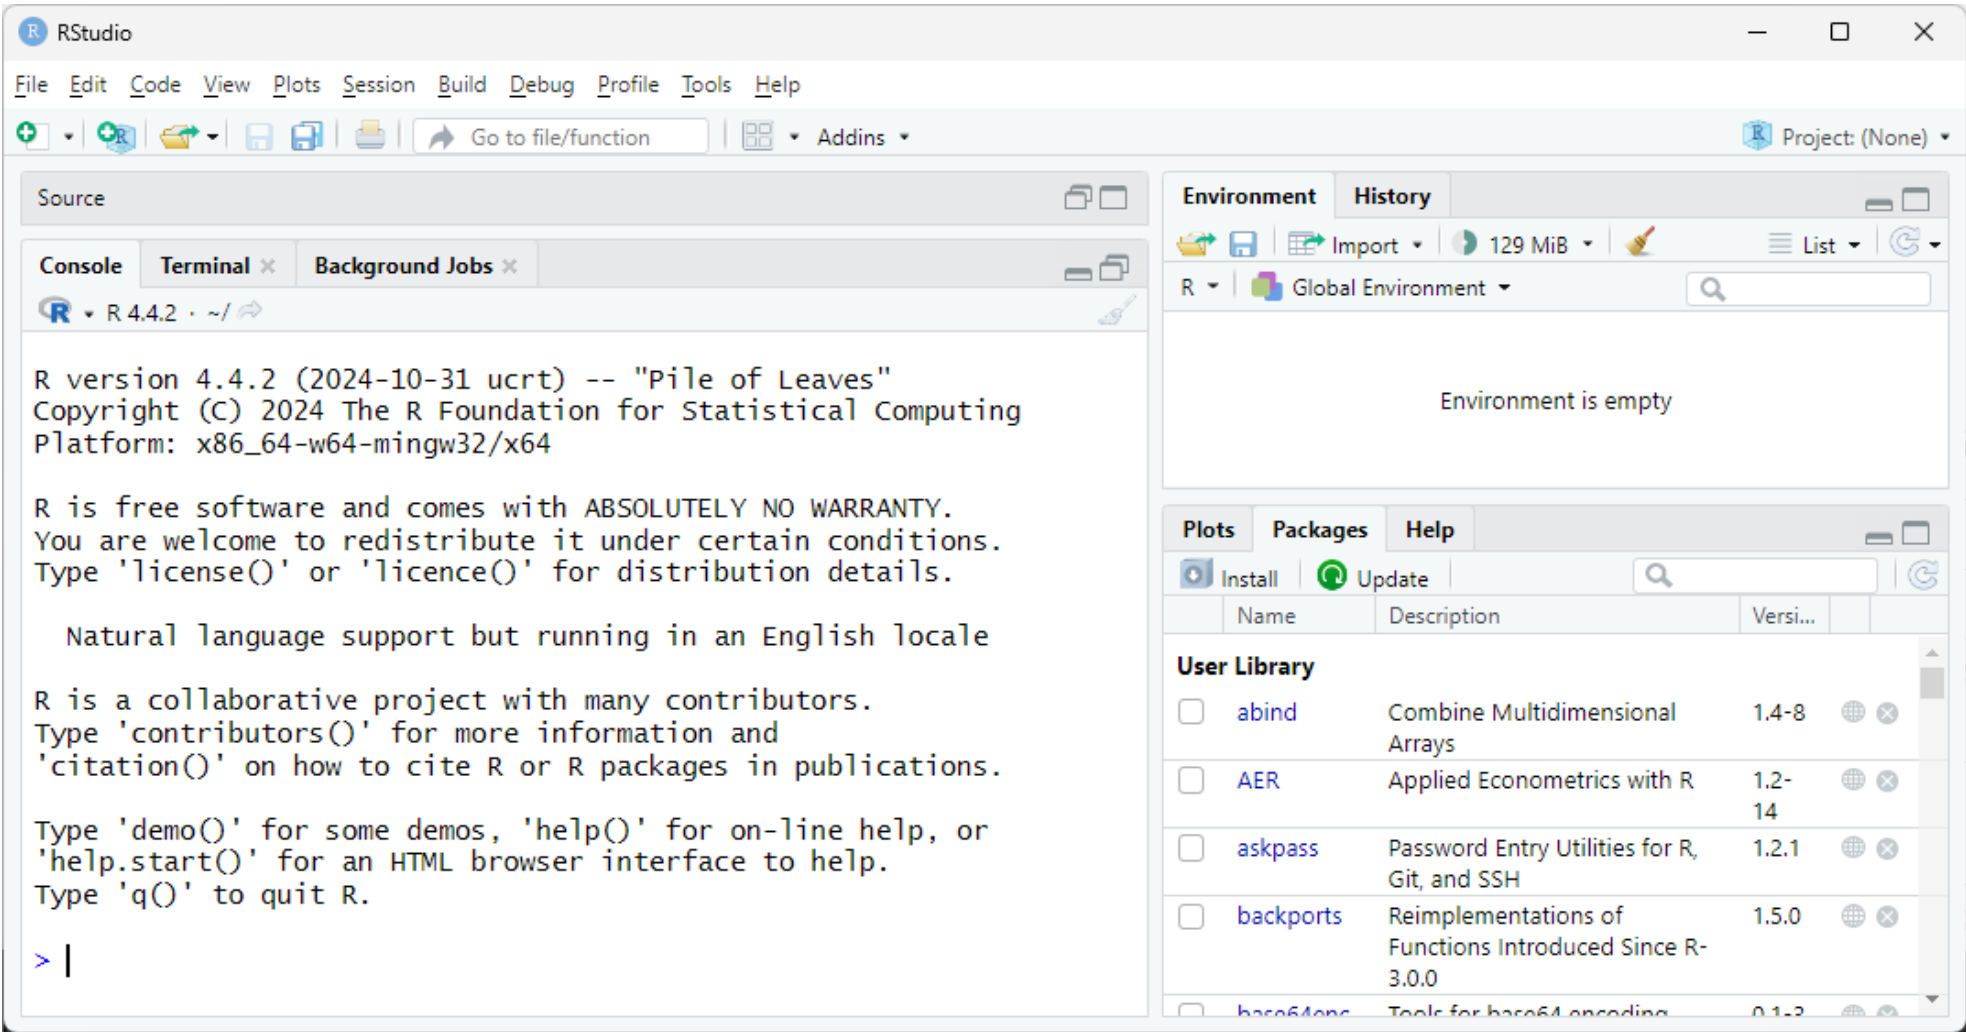 RStudio
File Edit Code View Plots Session Build Debug Profile Tools Help
Go to file/function Addins Project: (None)
Source
Console Terminal Background Jobs
R 4.4.2 · ~/
R version 4.4.2 (2024-10-31 ucrt) -- "Pile of Leaves"
Copyright (C) 2024 The R Foundation for Statistical Computing
Platform: x86_64-w64-mingw32/x64
R is free software and comes with ABSOLUTELY NO WARRANTY.
You are welcome to redistribute it under certain conditions.
Type 'license()' or 'licence()' for distribution details.
Natural language support but running in an English locale
R is a collaborative project with many contributors.
Type 'contributors()' for more information and
'citation()' on how to cite R or R packages in publications.
Type 'demo()' for some demos, 'help()' for on-line help, or
'help.start()' for an HTML browser interface to help.
Type 'q()' to quit R.
>
Environment History
Import 129 MiB List
R Global Environment
Environment is empty
Plots Packages Help
Install Update
Name Description Versi...
User Library
abind Combine Multidimensional 1.4-8
Arrays
AER Applied Econometrics with R 1.2-
14
askpass Password Entry Utilities for R, 1.2.1
Git, and SSH
backports Reimplementations of 1.5.0
Functions Introduced Since R-
3.0.0
base64enc Tools for base64 encoding 0.1-3